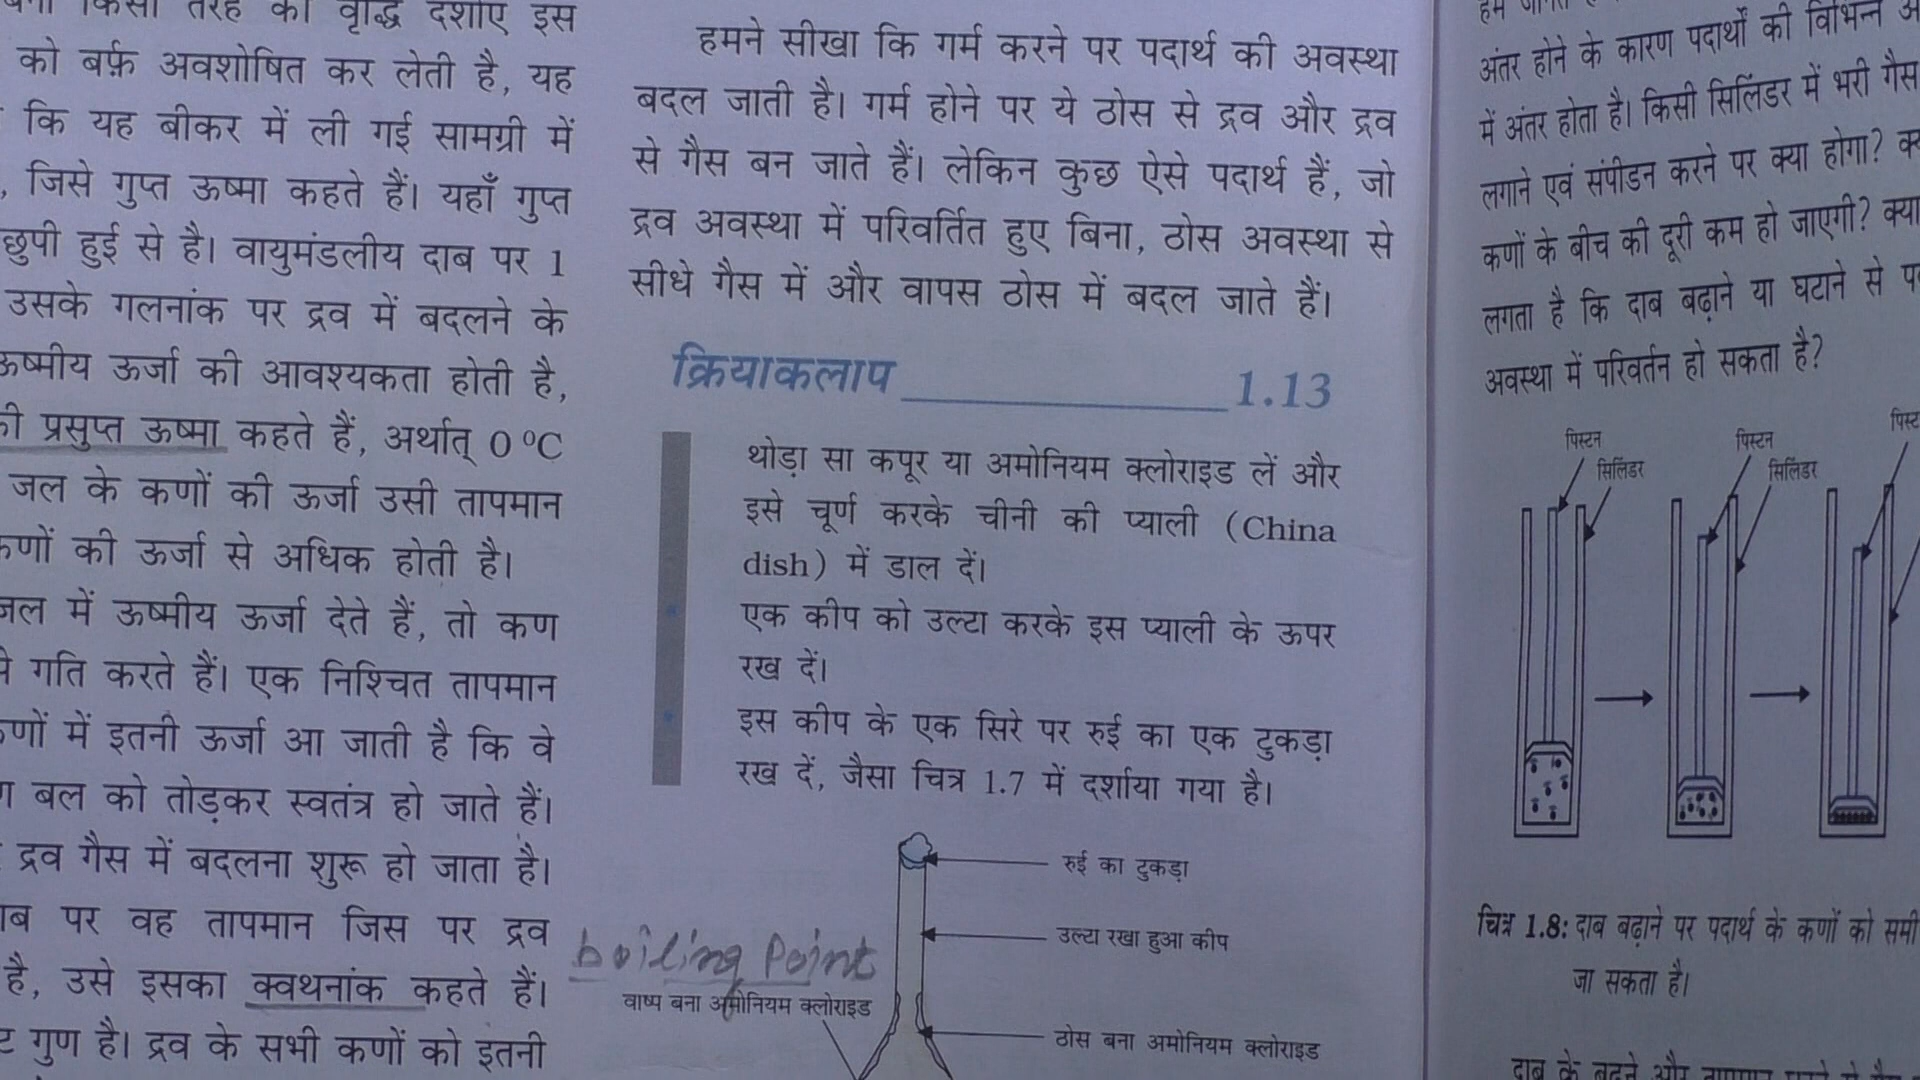 किसी तरह की वृद्धि दर्शाए इस
को बर्फ़ अवशोषित कर लेती है, यह
कि यह बीकर में ली गई सामग्री में
, जिसे गुप्त ऊष्मा कहते हैं। यहाँ गुप्त
छुपी हुई से है। वायुमंडलीय दाब पर 1
उसके गलनांक पर द्रव में बदलने के
ऊष्मीय ऊर्जा की आवश्यकता होती है,
की प्रसुप्त ऊष्मा कहते हैं, अर्थात् 0 °C
जल के कणों की ऊर्जा उसी तापमान
कणों की ऊर्जा से अधिक होती है।
जल में ऊष्मीय ऊर्जा देते हैं, तो कण
गति करते हैं। एक निश्चित तापमान
कणों में इतनी ऊर्जा आ जाती है कि वे
बल को तोड़कर स्वतंत्र हो जाते हैं।
द्रव गैस में बदलना शुरू हो जाता है।
दाब पर वह तापमान जिस पर द्रव
है, उसे इसका क्वथनांक कहते हैं।
गुण है। द्रव के सभी कणों को इतनी
हमने सीखा कि गर्म करने पर पदार्थ की अवस्था
बदल जाती है। गर्म होने पर ये ठोस से द्रव और द्रव
से गैस बन जाते हैं। लेकिन कुछ ऐसे पदार्थ हैं, जो
द्रव अवस्था में परिवर्तित हुए बिना, ठोस अवस्था से
सीधे गैस में और वापस ठोस में बदल जाते हैं।
क्रियाकलाप 1.13
थोड़ा सा कपूर या अमोनियम क्लोराइड लें और
इसे चूर्ण करके चीनी की प्याली (China
dish) में डाल दें।
एक कीप को उल्टा करके इस प्याली के ऊपर
रख दें।
इस कीप के एक सिरे पर रुई का एक टुकड़ा
रख दें, जैसा चित्र 1.7 में दर्शाया गया है।
रुई का टुकड़ा
उल्टा रखा हुआ कीप
boiling Point
वाष्प बना अमोनियम क्लोराइड
ठोस बना अमोनियम क्लोराइड
अंतर होने के कारण पदार्थों की विभिन्न
में अंतर होता है। किसी सिलिंडर में भरी गैस
लगाने एवं संपीडन करने पर क्या होगा?
कणों के बीच की दूरी कम हो जाएगी? क्या
लगता है कि दाब बढ़ाने या घटाने से
अवस्था में परिवर्तन हो सकता है?
पिस्टन
सिलिंडर
पिस्टन
सिलिंडर
चित्र 1.8: दाब बढ़ाने पर पदार्थ के कणों को
जा सकता है।
दाब के बढ़ने और